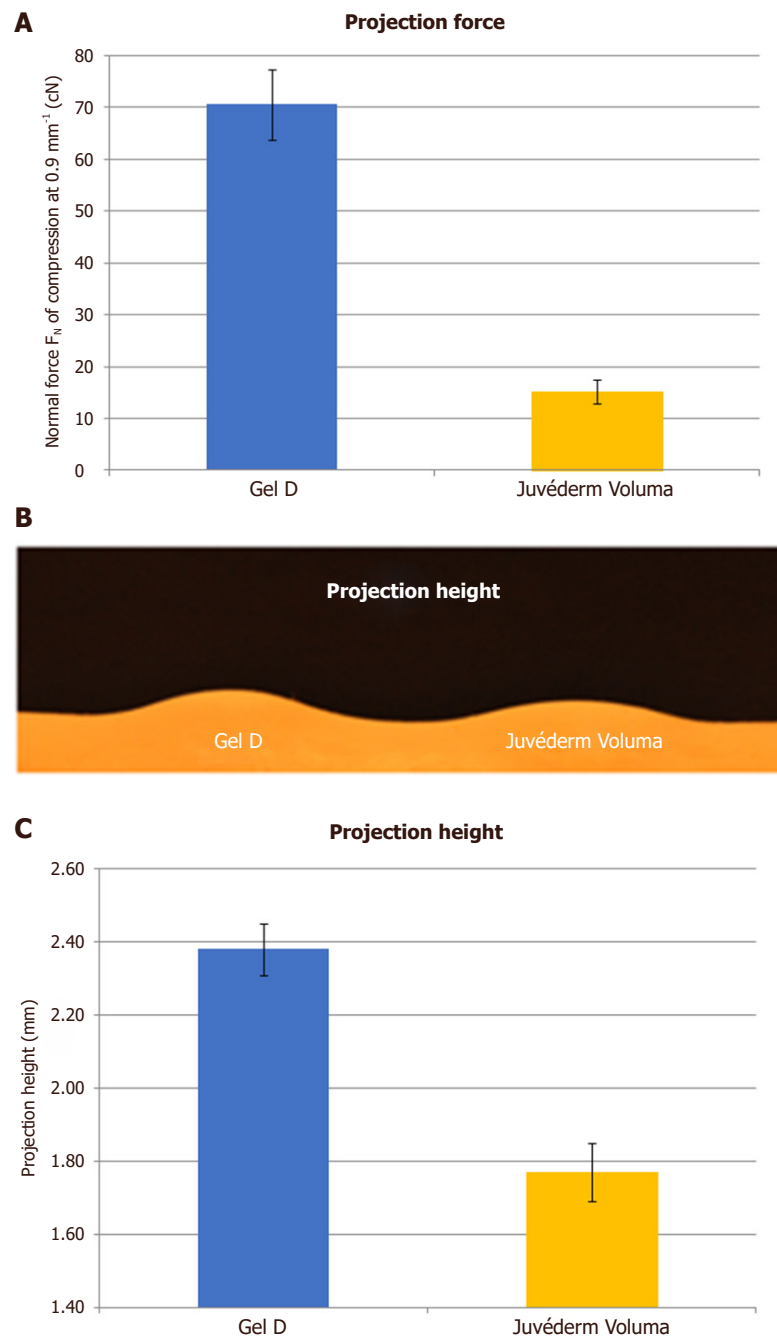 A
Projection force
Normal force F_N of compression at 0.9 mm⁻¹ (cN)
80
70
60
50
40
30
20
10
0
Gel D
Juvéderm Voluma
B
Projection height
Gel D
Juvéderm Voluma
C
Projection height
Projection height (mm)
2.60
2.40
2.20
2.00
1.80
1.60
1.40
Gel D
Juvéderm Voluma